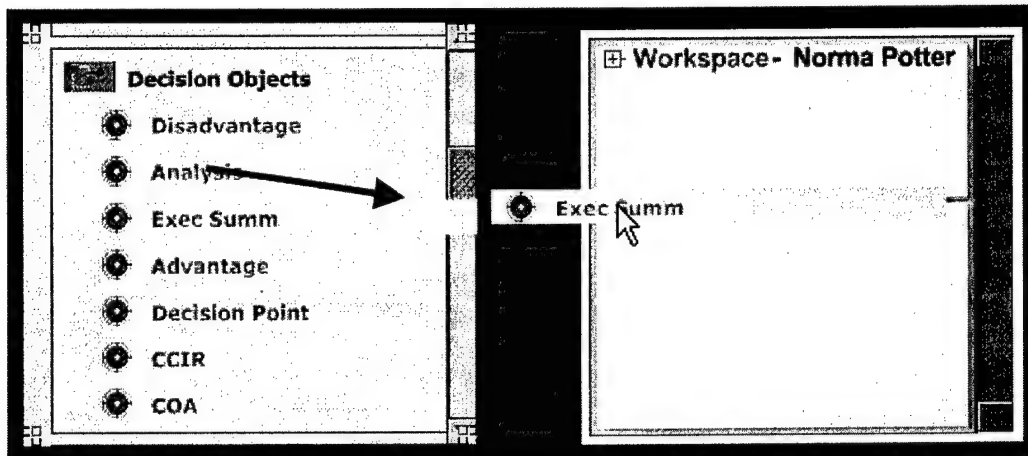 Decision Objects
Disadvantage
Analysis
Exec Summ
Advantage
Decision Point
CCIR
COA
Workspace - Norma Potter
Exec Summ